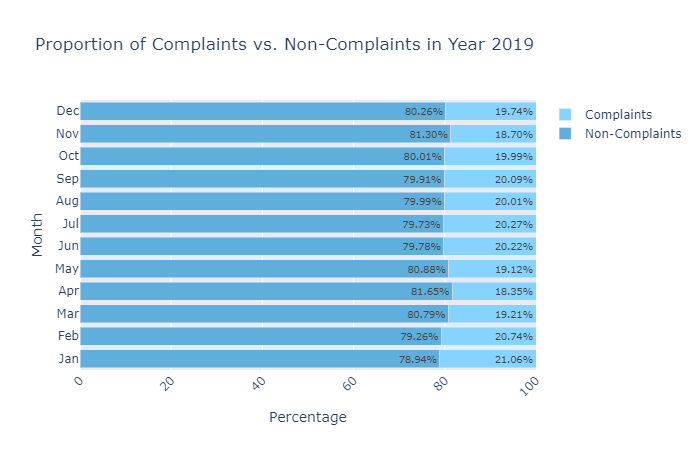 Proportion of Complaints vs. Non-Complaints in Year 2019
Complaints
Non-Complaints
Month
Dec 80.26% 19.74%
Nov 81.30% 18.70%
Oct 80.01% 19.99%
Sep 79.91% 20.09%
Aug 79.99% 20.01%
Jul 79.73% 20.27%
Jun 79.78% 20.22%
May 80.88% 19.12%
Apr 81.65% 18.35%
Mar 80.79% 19.21%
Feb 79.26% 20.74%
Jan 78.94% 21.06%
0 20 40 60 80 100
Percentage